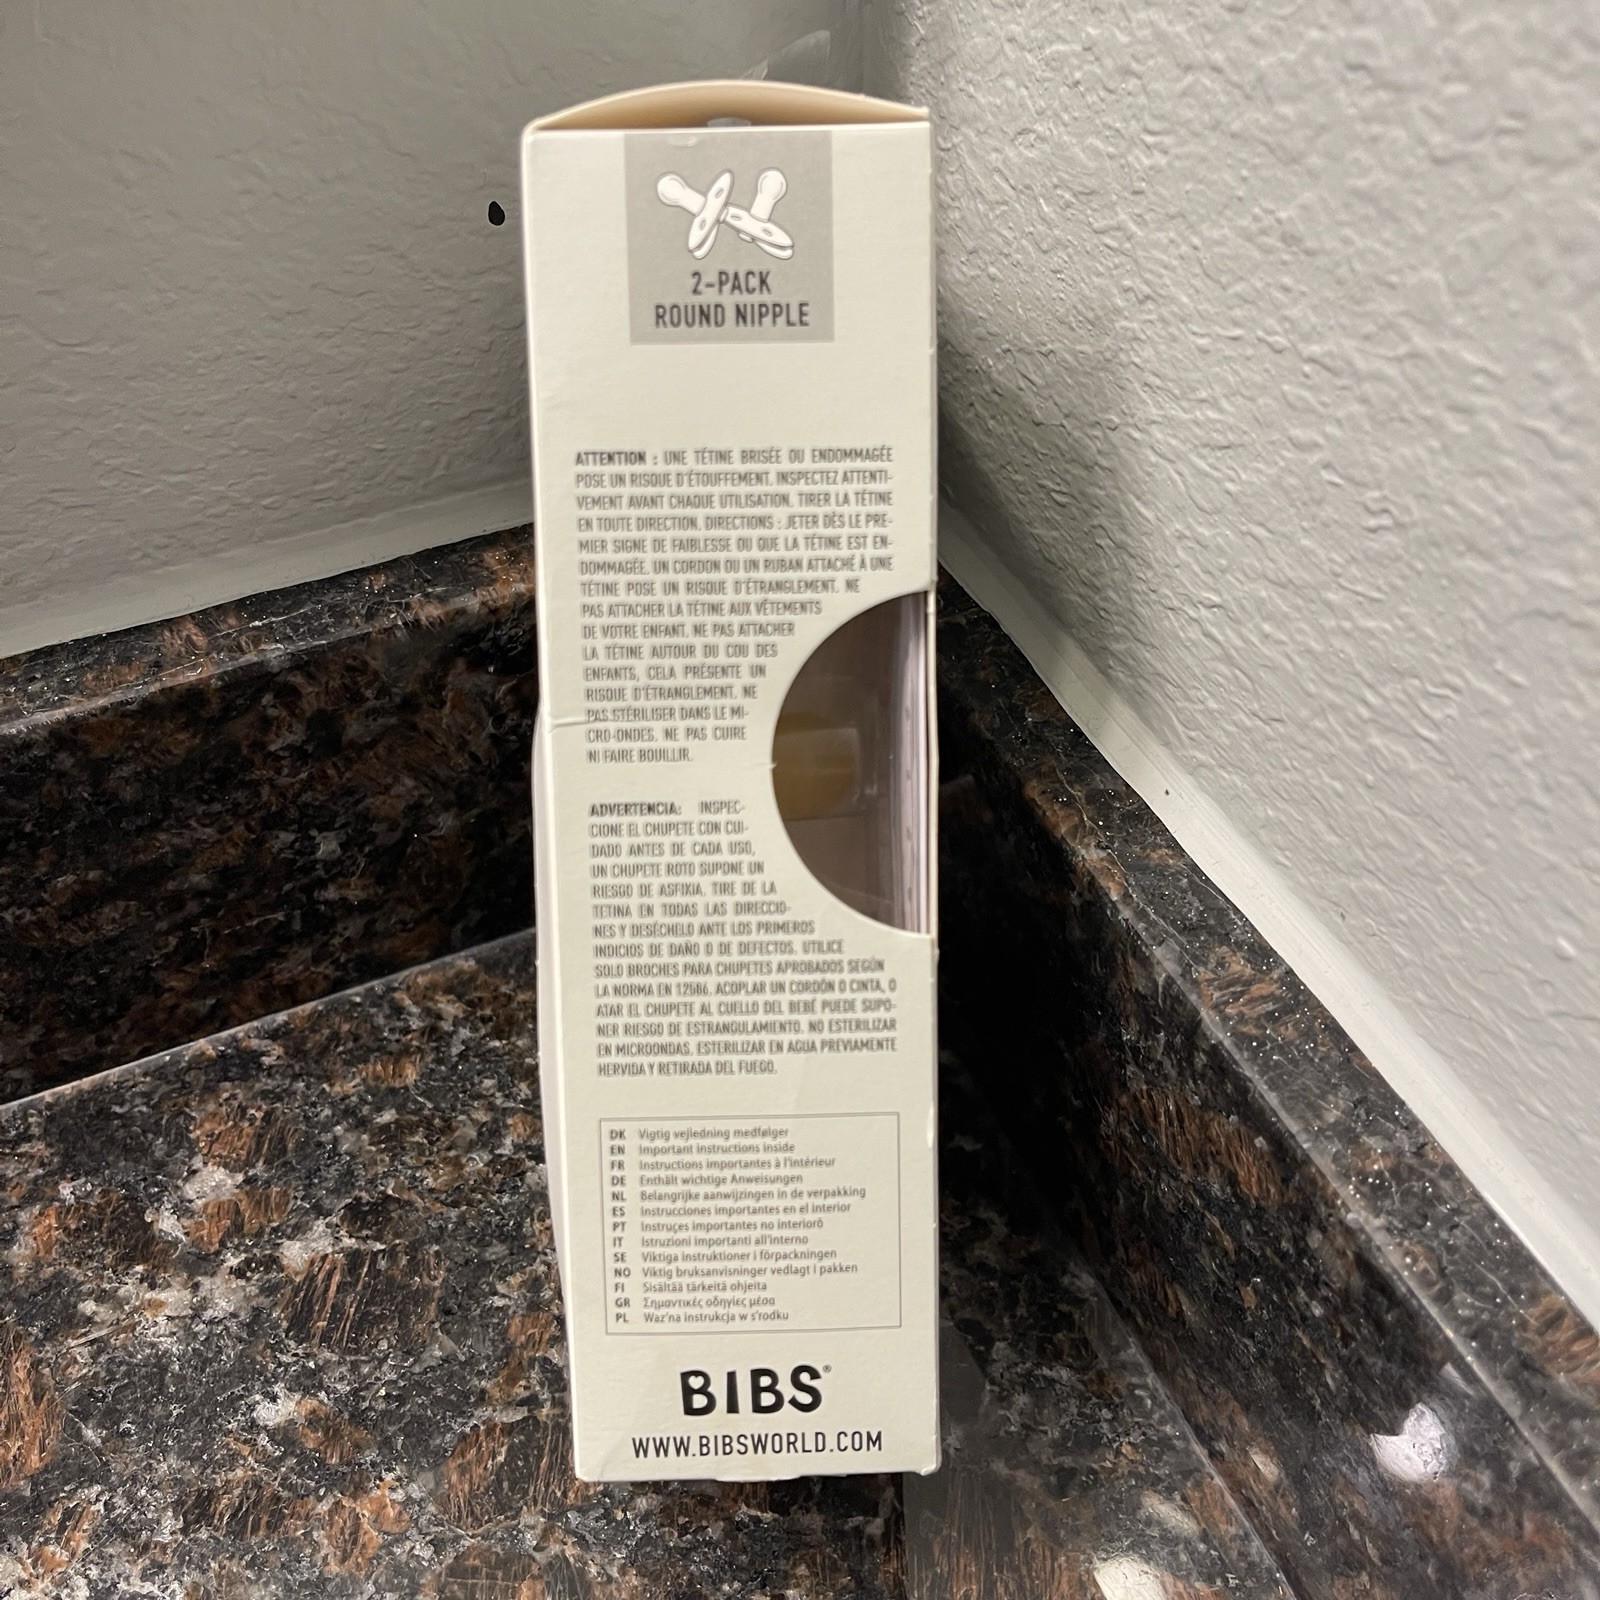 2-PACK
ROUND NIPPLE
ATTENTION : UNE TÉTINE BRISÉE OU ENDOMMAGÉE
POSE UN RISQUE D'ÉTOUFFEMENT. INSPECTEZ ATTENTI-
VEMENT AVANT CHAQUE UTILISATION. TIRER LA TÉTINE
EN TOUTE DIRECTION. DIRECTIONS : JETER DÈS LE PRE-
MIER SIGNE DE FAIBLESSE OU QUE LA TÉTINE EST EN-
DOMMAGÉE. UN CORDON OU UN RUBAN ATTACHÉ À UNE
TÉTINE POSE UN RISQUE D'ÉTRANGLEMENT. NE
PAS ATTACHER LA TÉTINE AUX VÊTEMENTS
DE VOTRE ENFANT. NE PAS ATTACHER
LA TÉTINE AUTOUR DU COU DES
ENFANTS, CELA PRÉSENTE UN
RISQUE D'ÉTRANGLEMENT. NE
PAS STÉRILISER DANS LE MI-
CRO-ONDES. NE PAS CUIRE
NI FAIRE BOUILLIR.
ADVERTENCIA: INSPEC-
CIONE EL CHUPETE CON CUI-
DADO ANTES DE CADA USO,
UN CHUPETE ROTO SUPONE UN
RIESGO DE ASFIXIA. TIRE DE LA
TETINA EN TODAS LAS DIRECCIO-
NES Y DESÉCHELO ANTE LOS PRIMEROS
INDICIOS DE DAÑO O DE DEFECTOS. UTILICE
SOLO BROCHES PARA CHUPETES APROBADOS SEGÚN
LA NORMA EN 12586. ACOPLAR UN CORDÓN O CINTA, O
ATAR EL CHUPETE AL CUELLO DEL BEBÉ PUEDE SUPO-
NER RIESGO DE ESTRANGULAMIENTO. NO ESTERILIZAR
EN MICROONDAS. ESTERILIZAR EN AGUA PREVIAMENTE
HERVIDA Y RETIRADA DEL FUEGO.
DK Vigtig vejledning medfølger
EN Important instructions inside
FR Instructions importantes à l'intérieur
DE Enthält wichtige Anweisungen
NL Belangrijke aanwijzingen in de verpakking
ES Instrucciones importantes en el interior
PT Instruçes importantes no interiorõ
IT Istruzioni importanti all'interno
SE Viktiga instruktioner i förpackningen
NO Viktig bruksanvisninger vedlagt i pakken
FI Sisältää tärkeitä ohjeita
GR Σημαντικές οδηγίες μέσα
PL Waz'na instrukcja w s'rodku
BIBS®
WWW.BIBSWORLD.COM